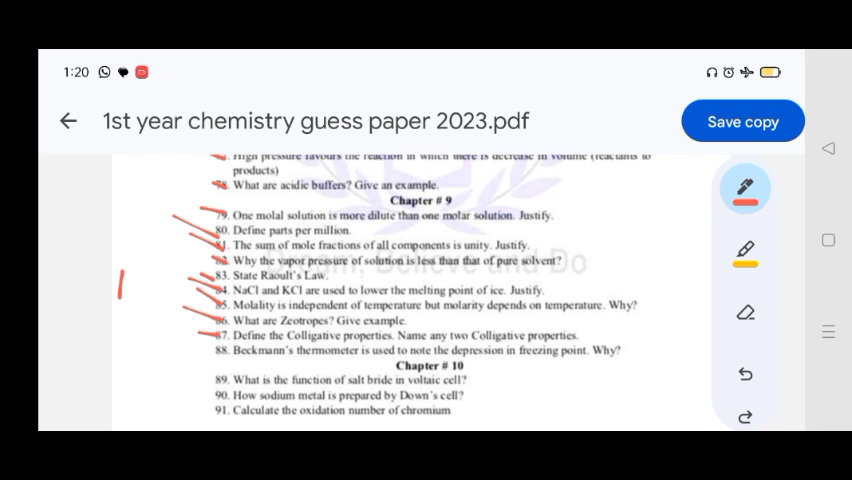 1:20
1st year chemistry guess paper 2023.pdf
Save copy
High pressure favours the reaction in which there is decrease in volume (reactants to
products)
78. What are acidic buffers? Give an example.
Chapter # 9
79. One molal solution is more dilute than one molar solution. Justify.
80. Define parts per million.
81. The sum of mole fractions of all components is unity. Justify.
82. Why the vapor pressure of solution is less than that of pure solvent?
83. State Raoult's Law.
84. NaCl and KCl are used to lower the melting point of ice. Justify.
85. Molality is independent of temperature but molarity depends on temperature. Why?
86. What are Zeotropes? Give example.
87. Define the Colligative properties. Name any two Colligative properties.
88. Beckmann's thermometer is used to note the depression in freezing point. Why?
Chapter # 10
89. What is the function of salt bride in voltaic cell?
90. How sodium metal is prepared by Down's cell?
91. Calculate the oxidation number of chromium
Dream, Believe and Do